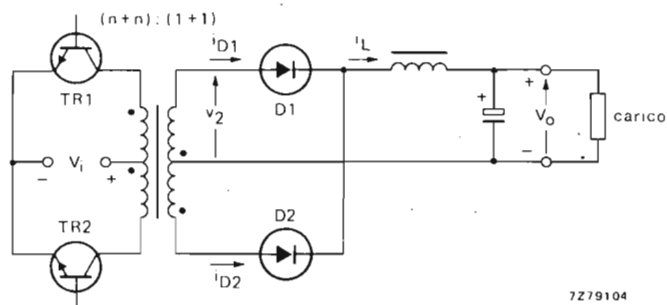 (n+n) : (1+1)
TR1
iD1
D1
iL
v2
+
+
Vo
-
carico
- Vi +
TR2
D2
iD2
7Z79104